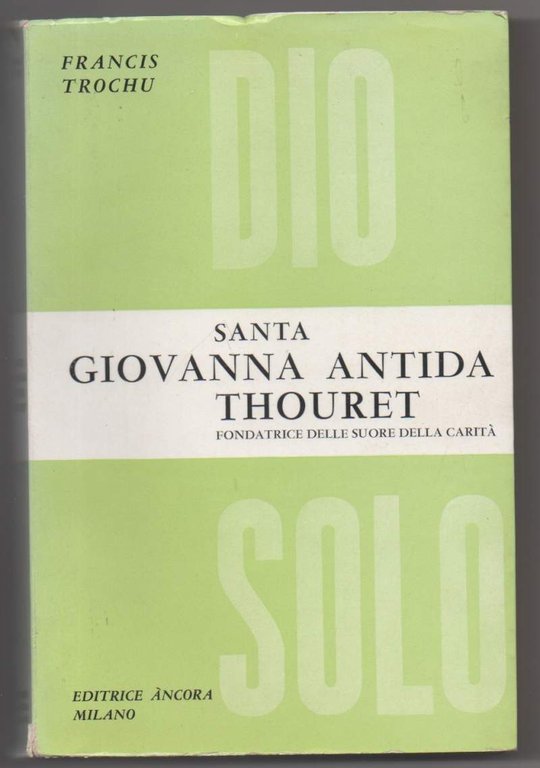 FRANCIS
TROCHU
DIO
SANTA
GIOVANNA ANTIDA
THOURET
FONDATRICE DELLE SUORE DELLA CARITÀ
SOLO
EDITRICE ÀNCORA
MILANO